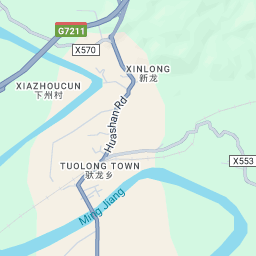 G7211
X570
XINLONG
新龙
XIAZHOUCUN
下州村
Huashan Rd
X553
TUOLONG TOWN
驮龙乡
Ming Jiang